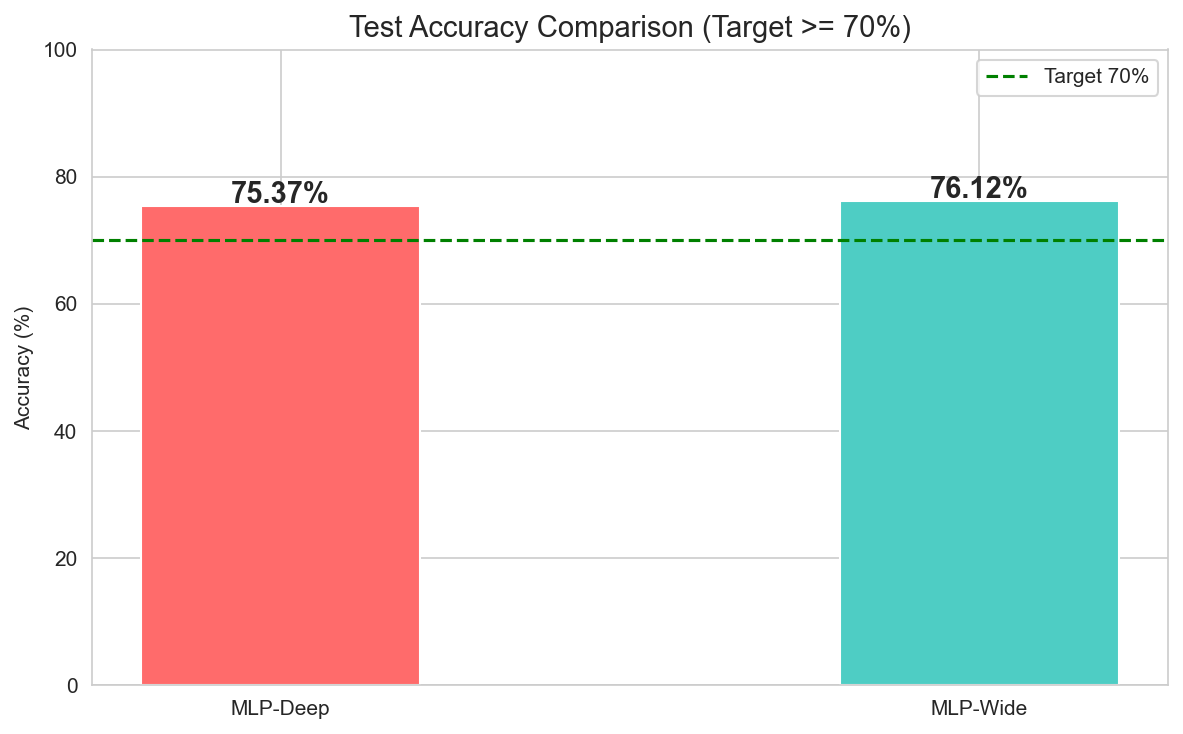 Test Accuracy Comparison (Target >= 70%)
100
80
60
40
20
0
Accuracy (%)
Target 70%
75.37%
76.12%
MLP-Deep
MLP-Wide